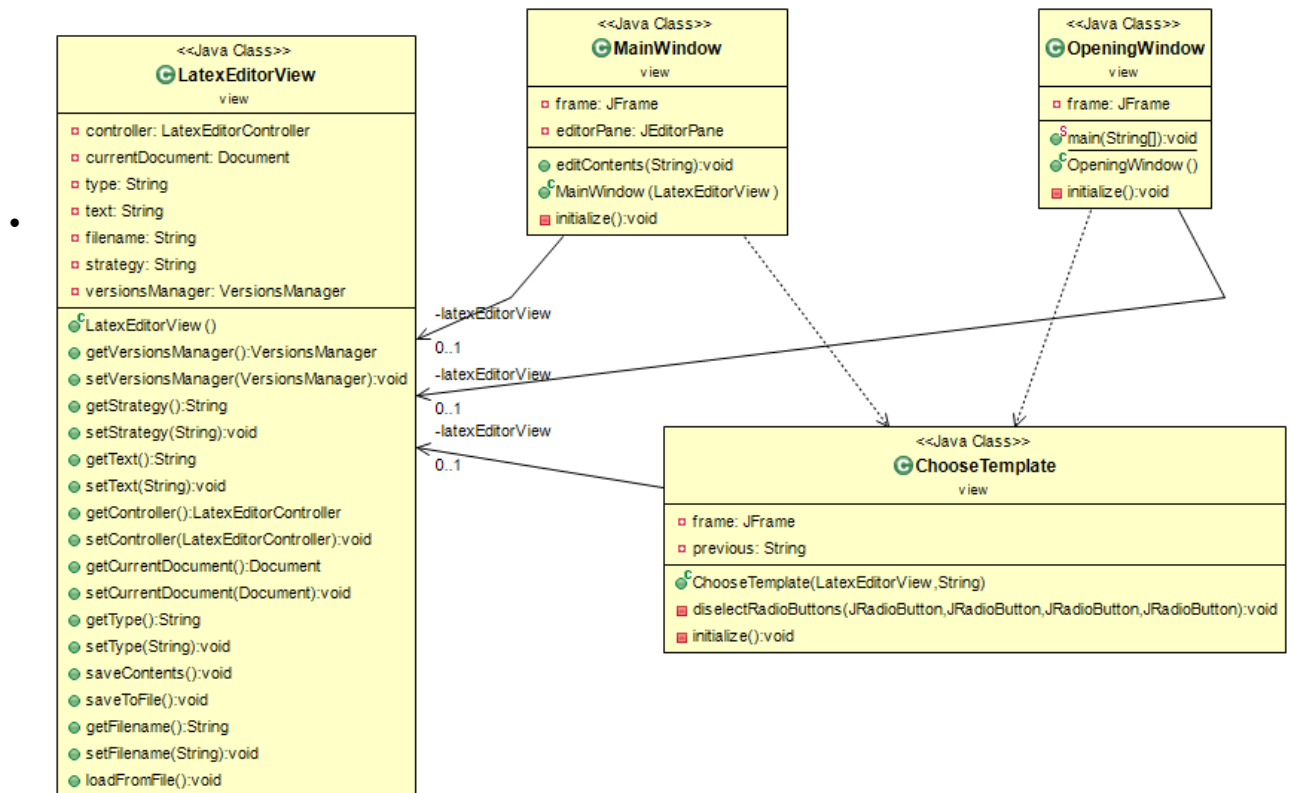 <<Java Class>>
LatexEditorView
view
controller: LatexEditorController
currentDocument: Document
type: String
text: String
filename: String
strategy: String
versionsManager: VersionsManager
LatexEditorView()
getVersionsManager():VersionsManager
setVersionsManager(VersionsManager):void
getStrategy():String
setStrategy(String):void
getText():String
setText(String):void
getController():LatexEditorController
setController(LatexEditorController):void
getCurrentDocument():Document
setCurrentDocument(Document):void
getType():String
setType(String):void
saveContents():void
saveToFile():void
getFilename():String
setFilename(String):void
loadFromFile():void
<<Java Class>>
MainWindow
view
frame: JFrame
editorPane: JEditorPane
editContents(String):void
MainWindow(LatexEditorView)
initialize():void
<<Java Class>>
OpeningWindow
view
frame: JFrame
main(String[]):void
OpeningWindow()
initialize():void
-latexEditorView
0..1
-latexEditorView
0..1
-latexEditorView
0..1
<<Java Class>>
ChooseTemplate
view
frame: JFrame
previous: String
ChooseTemplate(LatexEditorView,String)
diselectRadioButtons(JRadioButton,JRadioButton,JRadioButton,JRadioButton):void
initialize():void